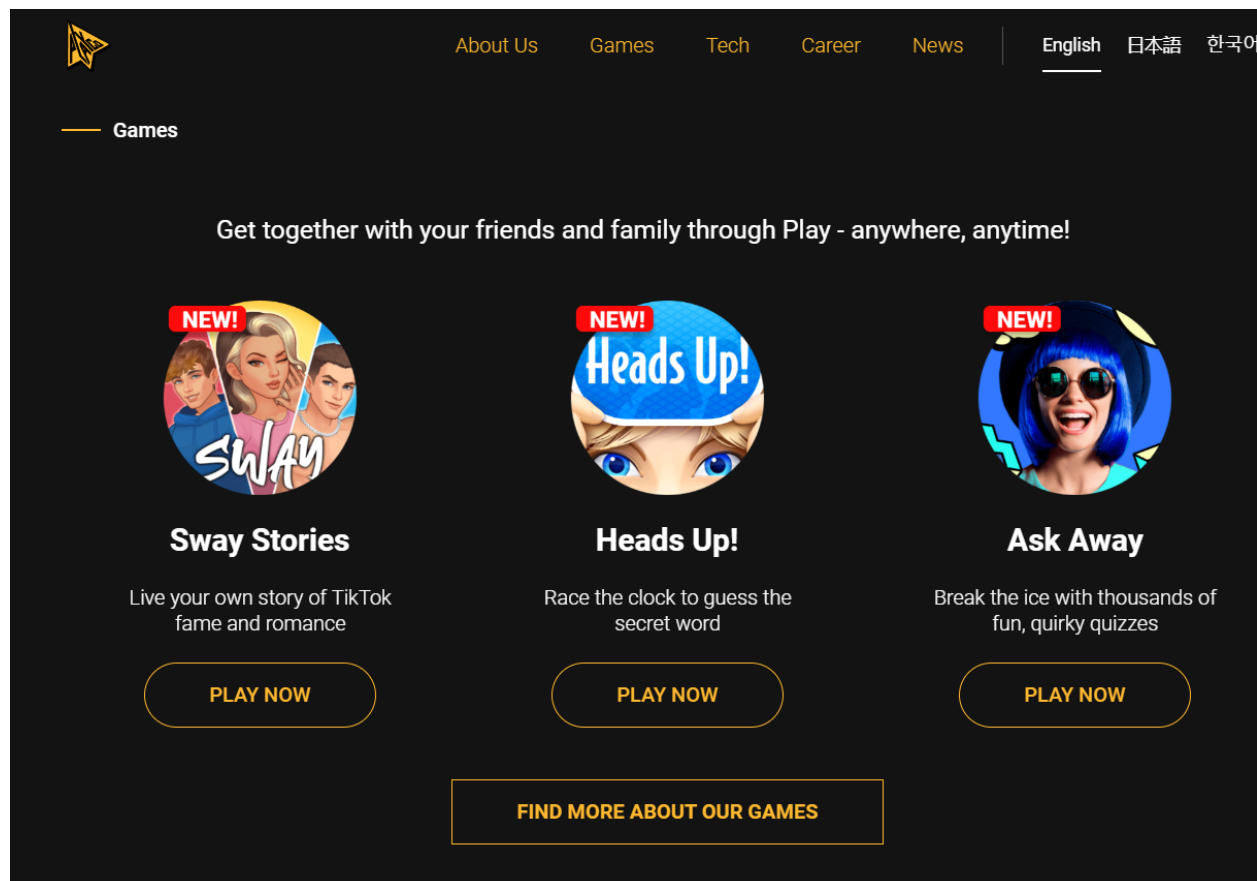 About Us Games Tech Career News English 日本語 한국어
Games
Get together with your friends and family through Play - anywhere, anytime!
NEW! NEW! NEW!
Heads Up!
SWAY
Sway Stories Heads Up! Ask Away
Live your own story of TikTok
fame and romance
Race the clock to guess the
secret word
Break the ice with thousands of
fun, quirky quizzes
PLAY NOW PLAY NOW PLAY NOW
FIND MORE ABOUT OUR GAMES